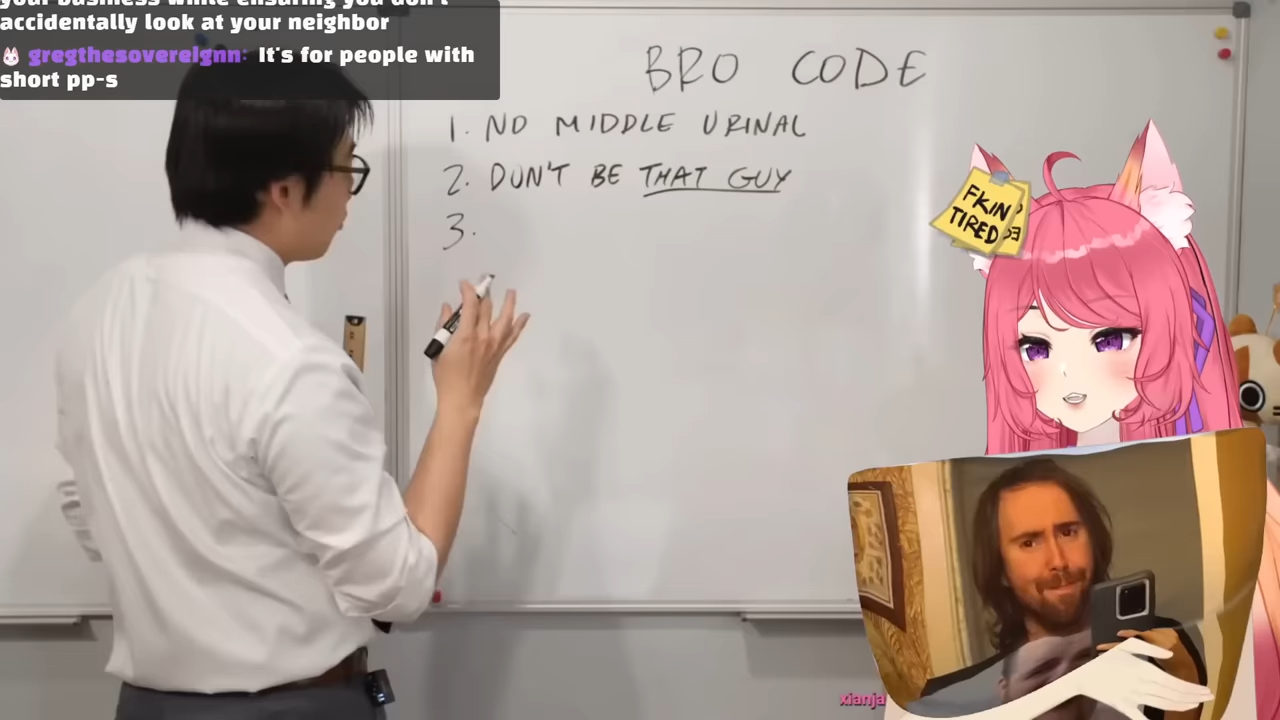 your business while ensuring you don't
accidentally look at your neighbor
gregthesovereignn: It's for people with
short pp-s
BRO CODE
1. NO MIDDLE URINAL
2. DON'T BE THAT GUY
3.
FKIN
TIRED
xianja